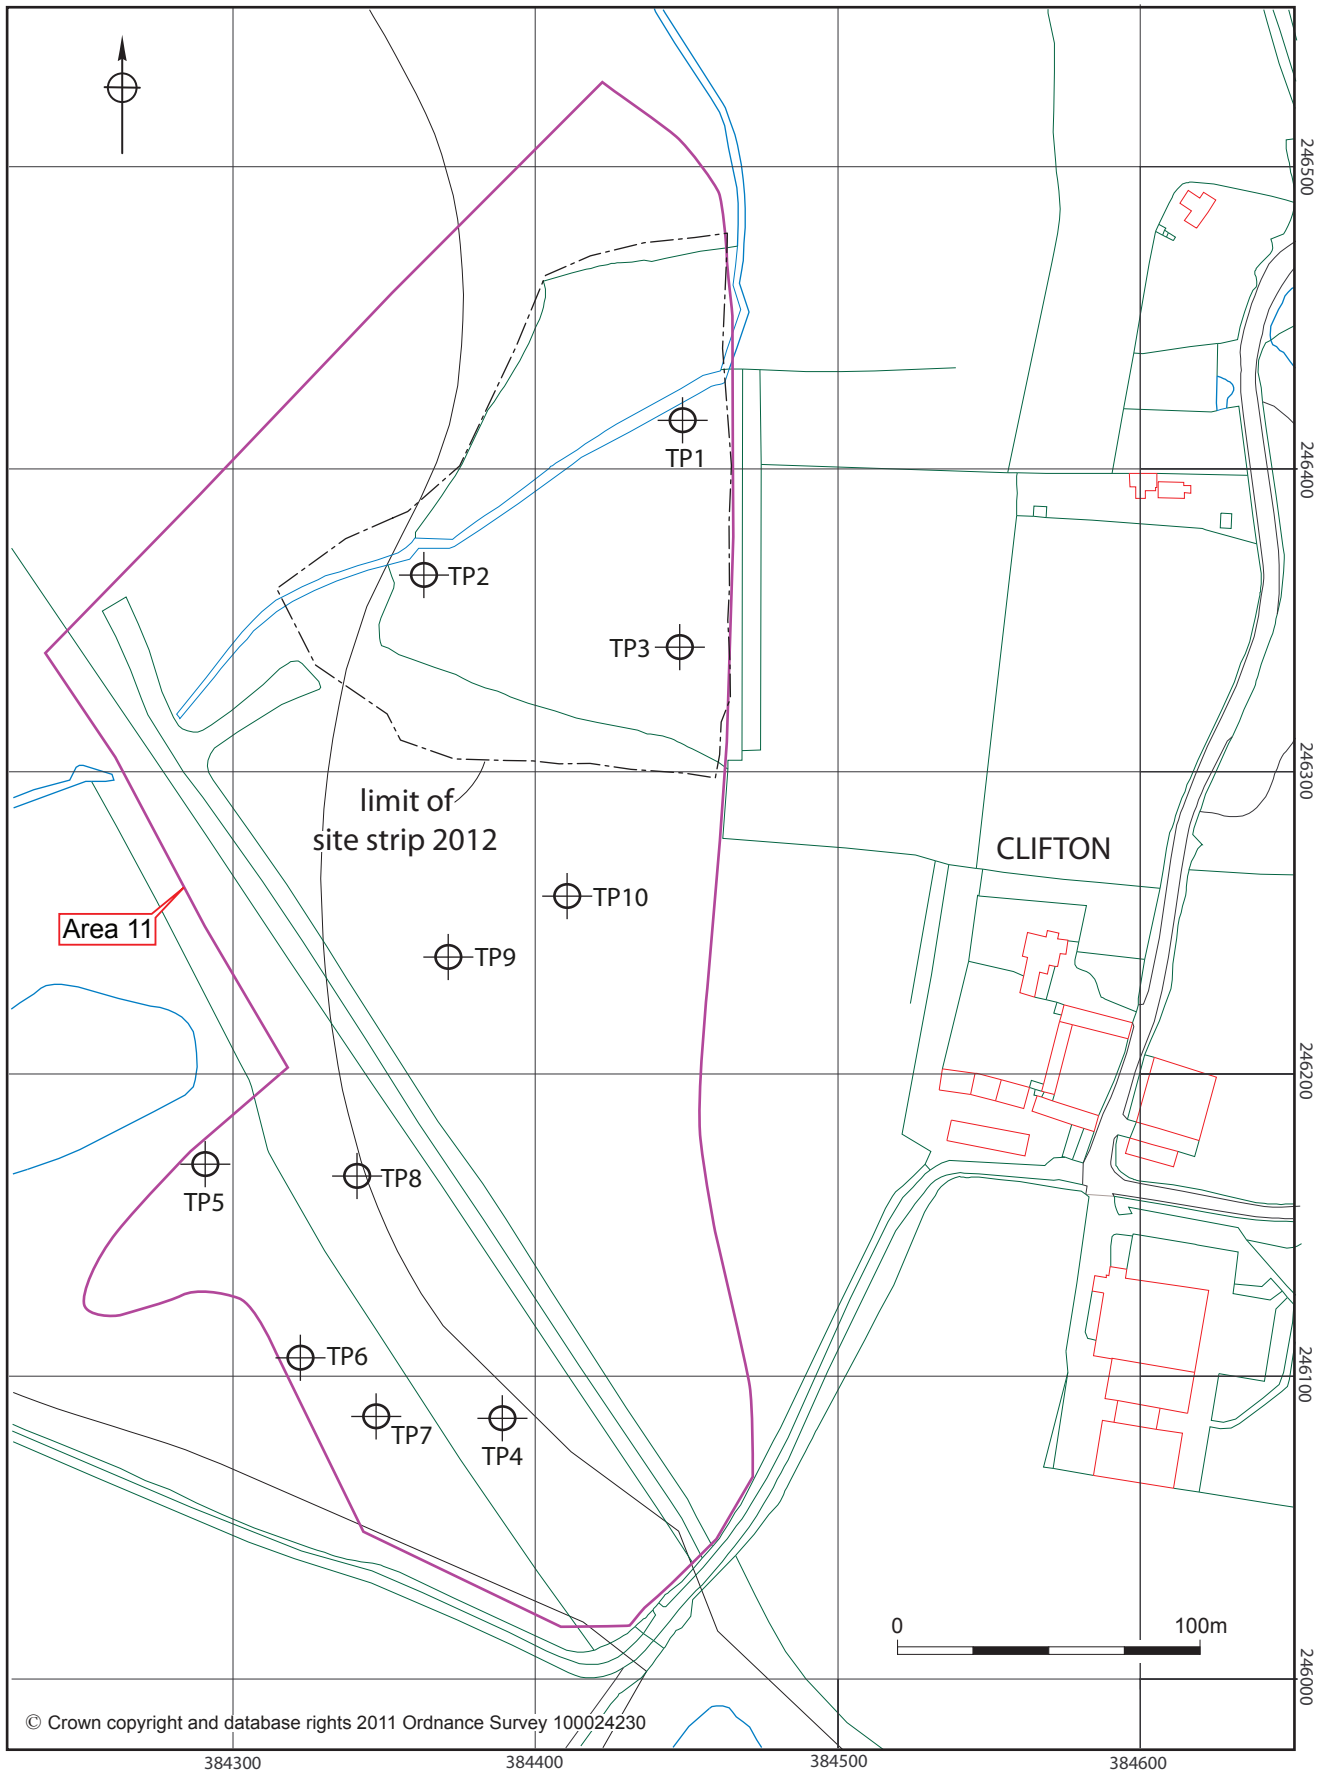 246500
TP1
246400
TP2
TP3
246300
limit of
site strip 2012
CLIFTON
TP10
Area 11
TP9
246200
TP8
TP5
TP6
246100
TP7
TP4
0 100m
246000
© Crown copyright and database rights 2011 Ordnance Survey 100024230
384300 384400 384500 384600